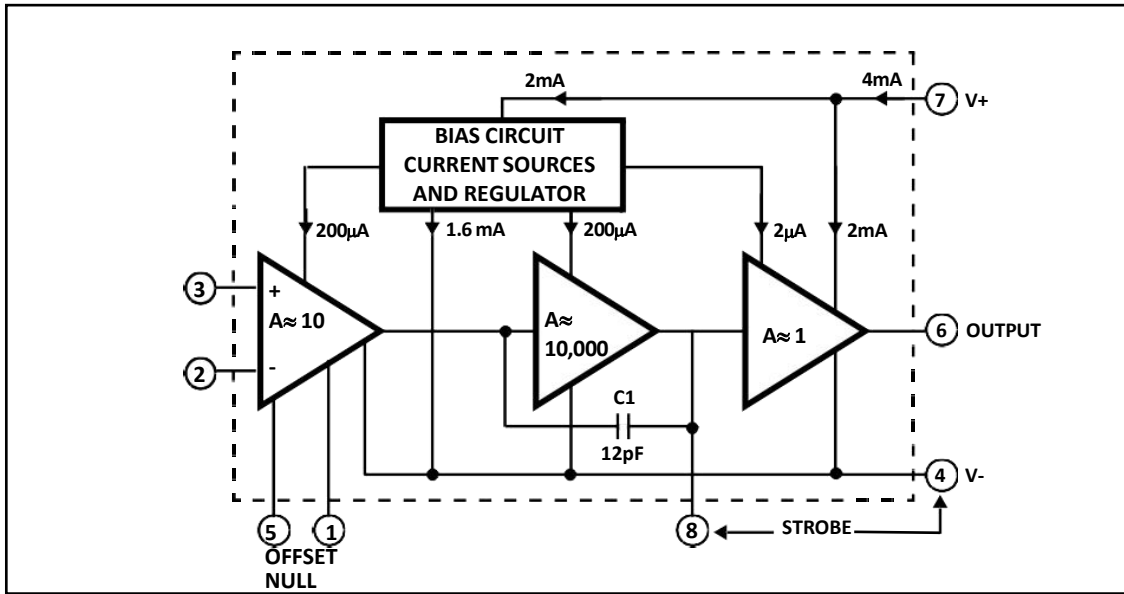 2mA
4mA
7 V+
BIAS CIRCUIT
CURRENT SOURCES
AND REGULATOR
200μA
1.6 mA
200μA
2μA
2mA
3
+
A≈ 10
A≈
10,000
A≈ 1
6 OUTPUT
2
-
C1
12pF
4 V-
5
1
8
STROBE
OFFSET
NULL